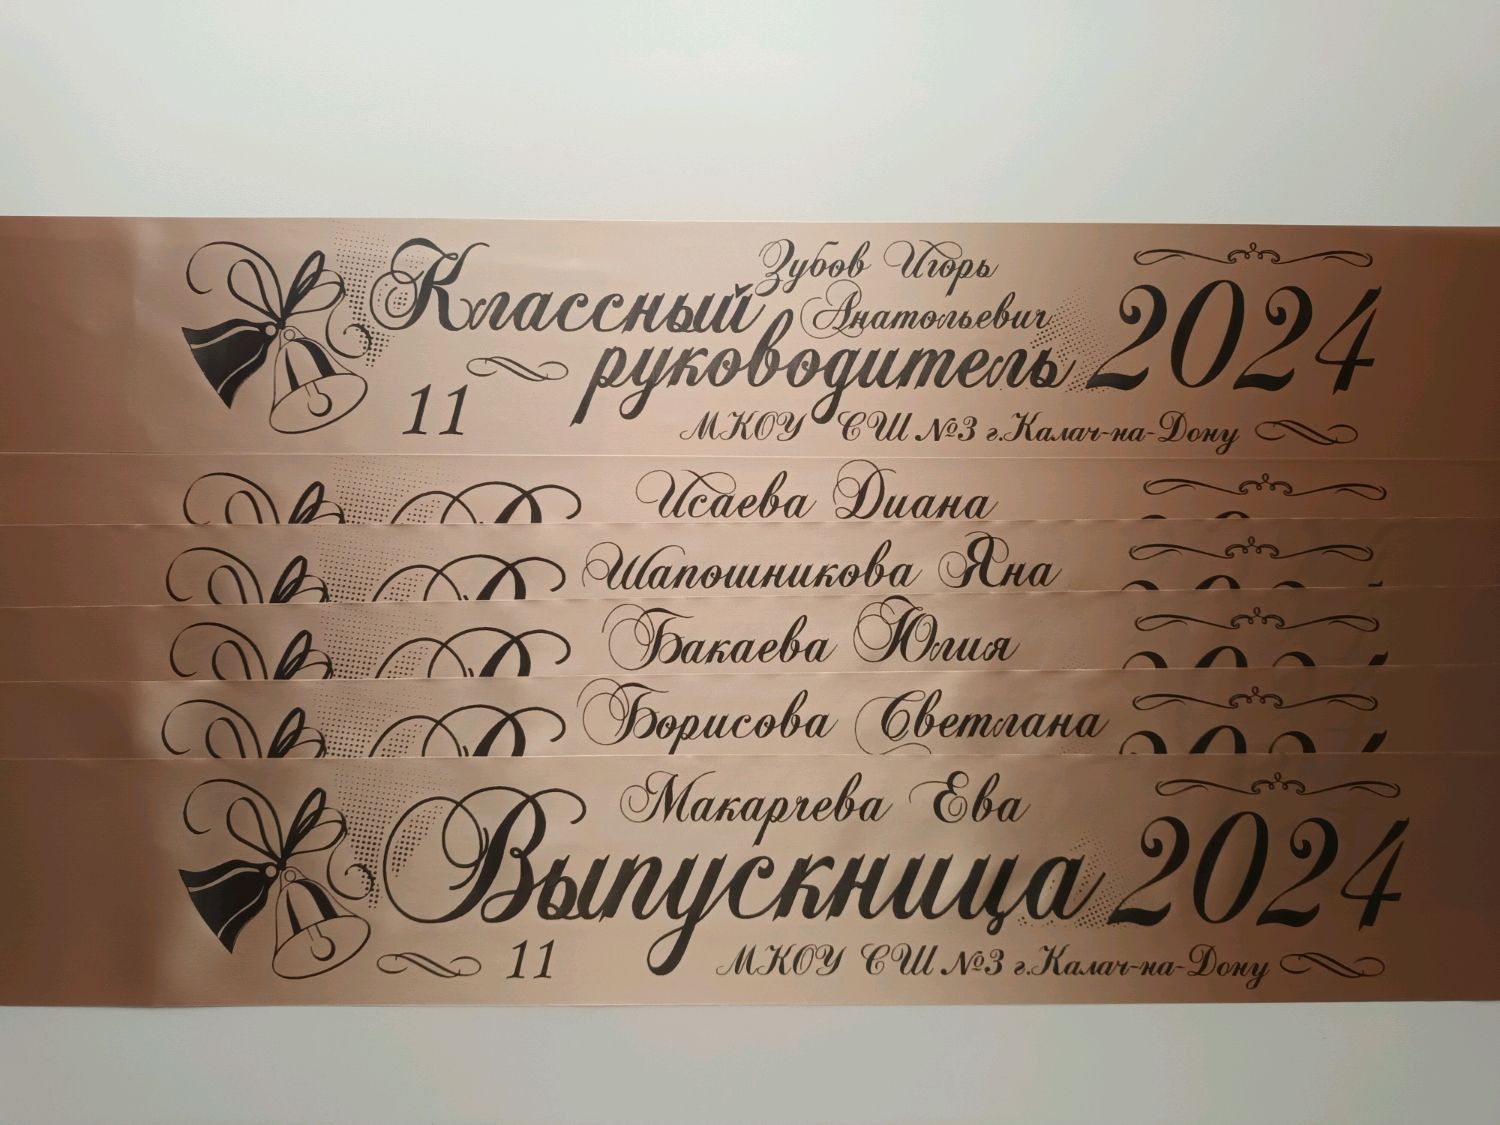 Зубов Игорь
Классный Анатольевич
руководитель 2024
11
МКОУ СШ №3 г.Калач-на-Дону
Исаева Диана
Шапошникова Яна
Бакаева Юлия
Борисова Светлана
Макарчева Ева
Выпускница 2024
11 МКОУ СШ №3 г.Калач-на-Дону